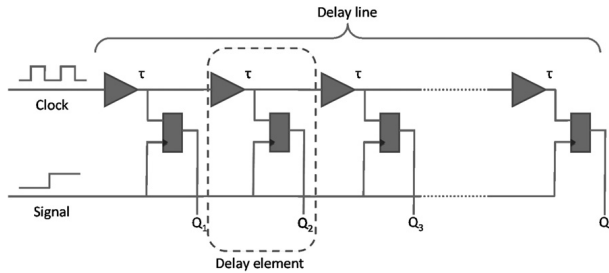 Delay line
τ τ τ τ
Clock
Signal
Q1 Q2 Q3 Q
Delay element